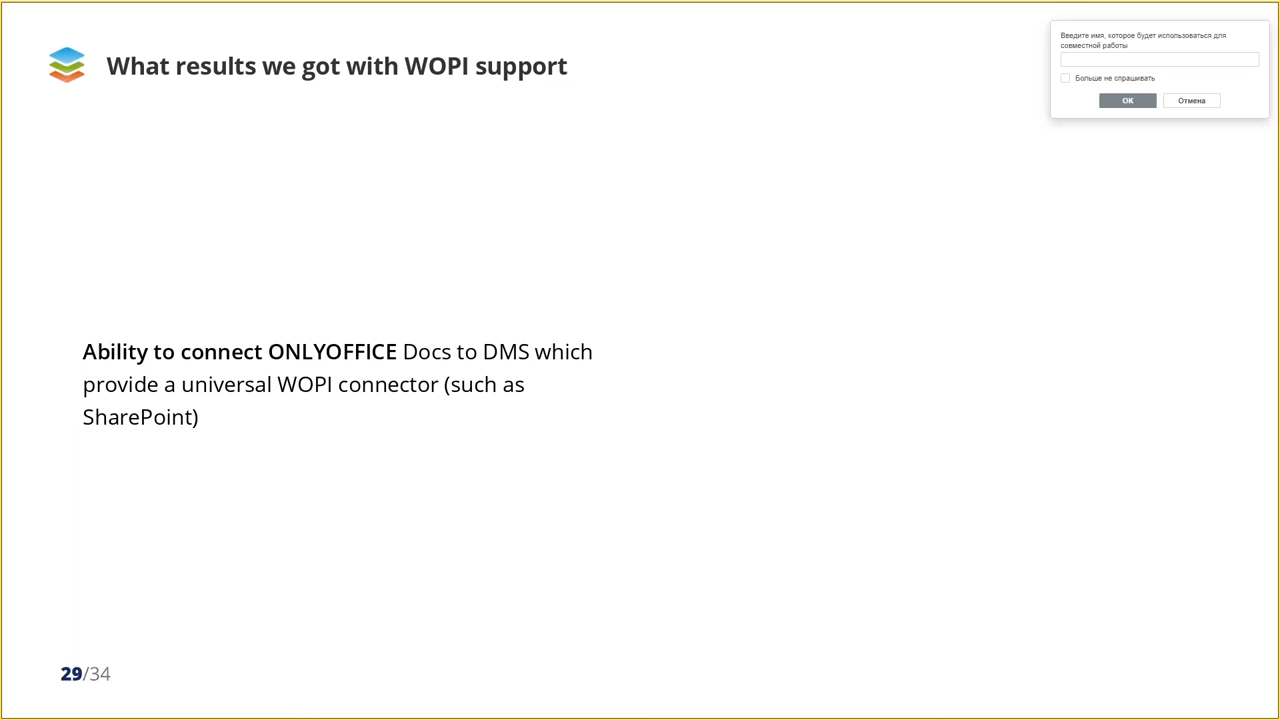 What results we got with WOPI support
Введите имя, которое будет использоваться для
совместной работы
Больше не спрашивать
OK
Отмена
Ability to connect ONLYOFFICE Docs to DMS which
provide a universal WOPI connector (such as
SharePoint)
29/34